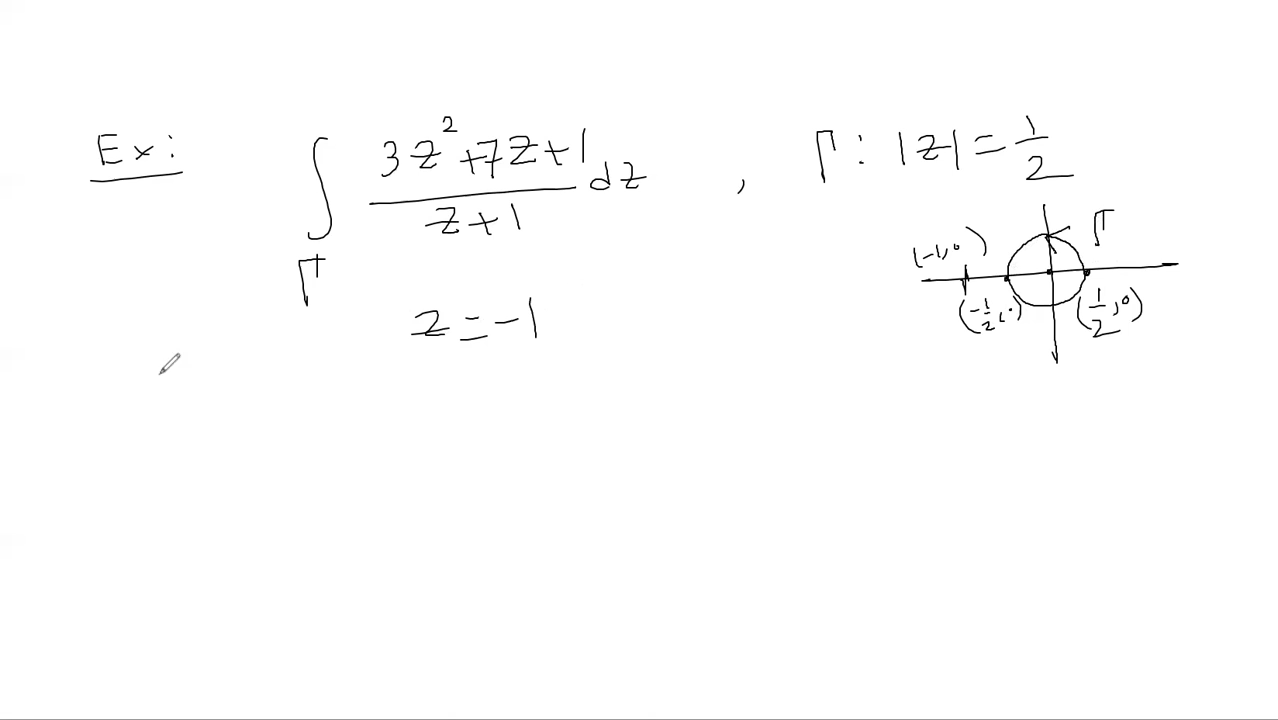 Ex: ∫_Γ (3z² + 7z + 1)/(z + 1) dz , Γ: |z| = 1/2
Γ
(-1,0)
(-1/2,0) (1/2,0)
z = -1